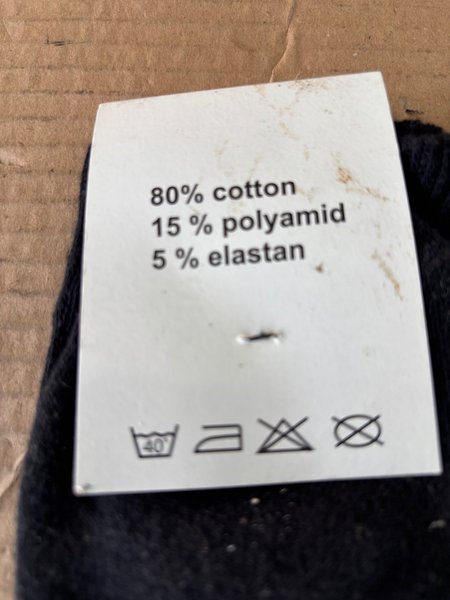 80% cotton
15 % polyamid
5 % elastan
40°